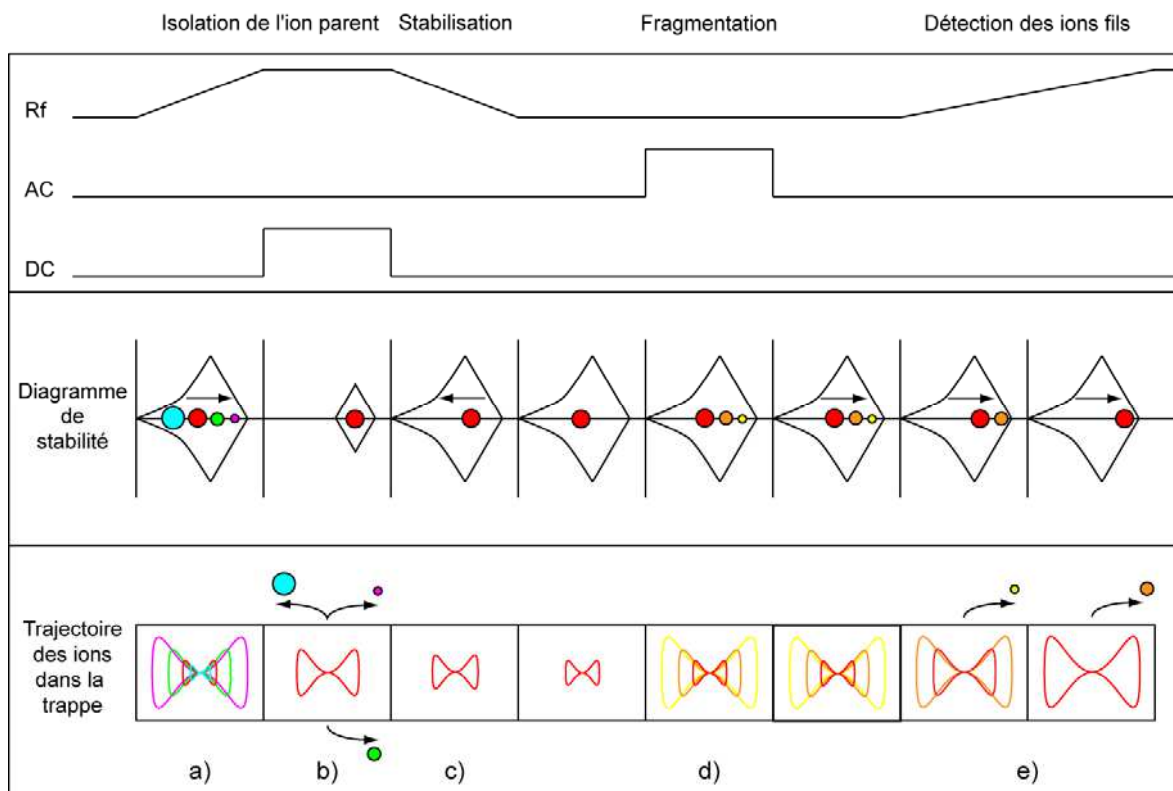 Isolation de l'ion parent Stabilisation Fragmentation Détection des ions fils
Rf
AC
DC
Diagramme
de
stabilité
Trajectoire
des ions
dans la
trappe
a) b) c) d) e)